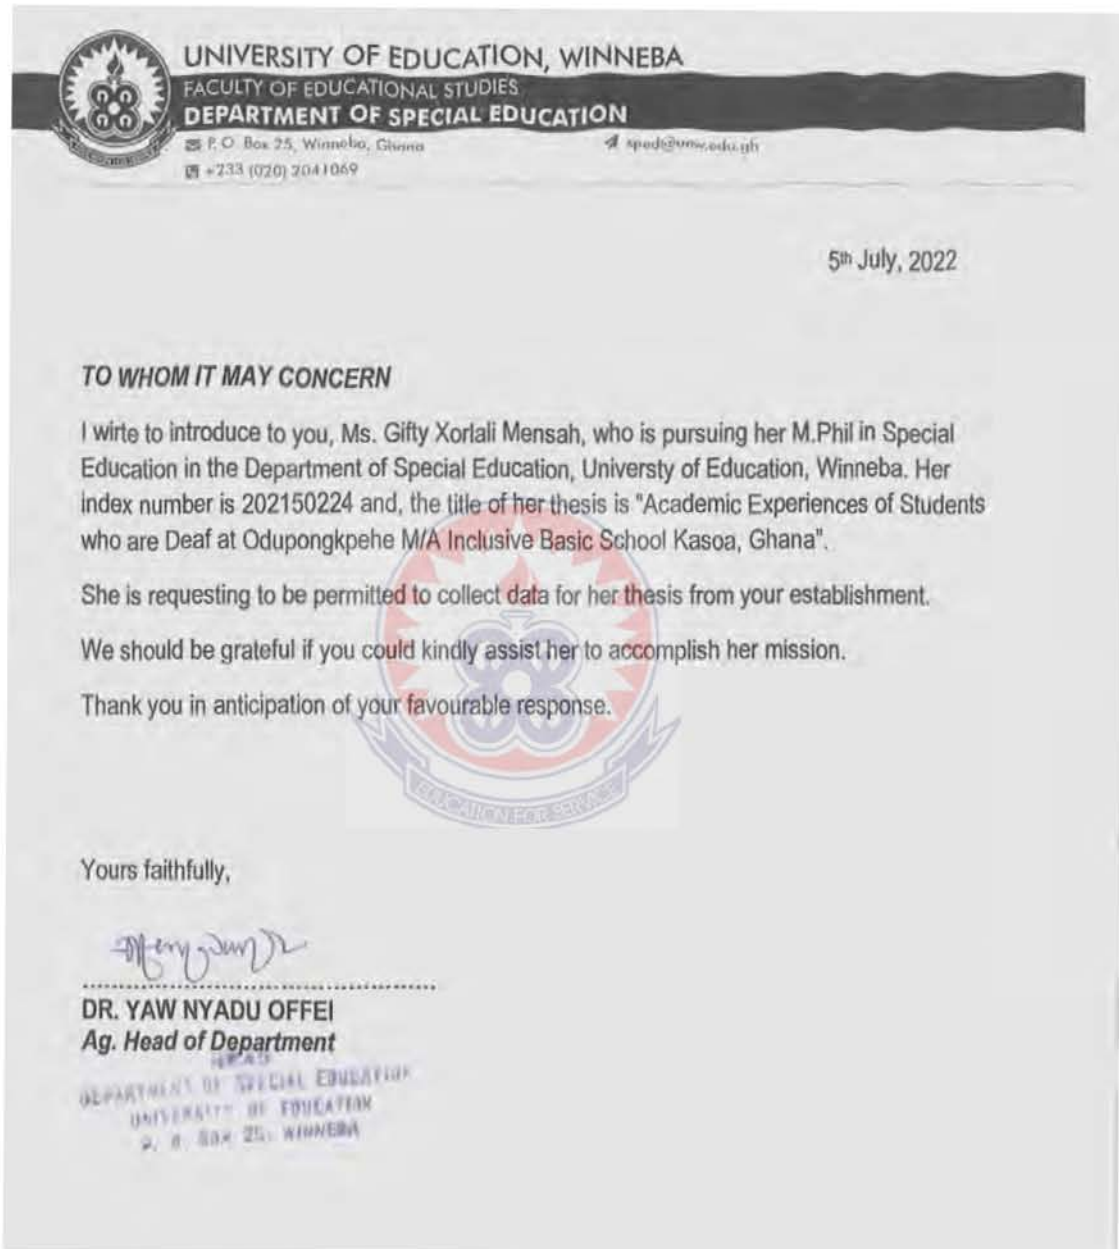 UNIVERSITY OF EDUCATION, WINNEBA
FACULTY OF EDUCATIONAL STUDIES
DEPARTMENT OF SPECIAL EDUCATION
P. O. Box 25, Winneba, Ghana
sped@uew.edu.gh
+233 (020) 2041069
5th July, 2022
TO WHOM IT MAY CONCERN
I wirte to introduce to you, Ms. Gifty Xorlali Mensah, who is pursuing her M.Phil in Special
Education in the Department of Special Education, Universty of Education, Winneba. Her
index number is 202150224 and, the title of her thesis is "Academic Experiences of Students
who are Deaf at Odupongkpehe M/A Inclusive Basic School Kasoa, Ghana".
She is requesting to be permitted to collect data for her thesis from your establishment.
We should be grateful if you could kindly assist her to accomplish her mission.
Thank you in anticipation of your favourable response.
EDUCATION FOR SERVICE
Yours faithfully,
DR. YAW NYADU OFFEI
Ag. Head of Department
HEAD
DEPARTMENT OF SPECIAL EDUCATION
UNIVERSITY OF EDUCATION
P. O. Box 25, WINNEBA